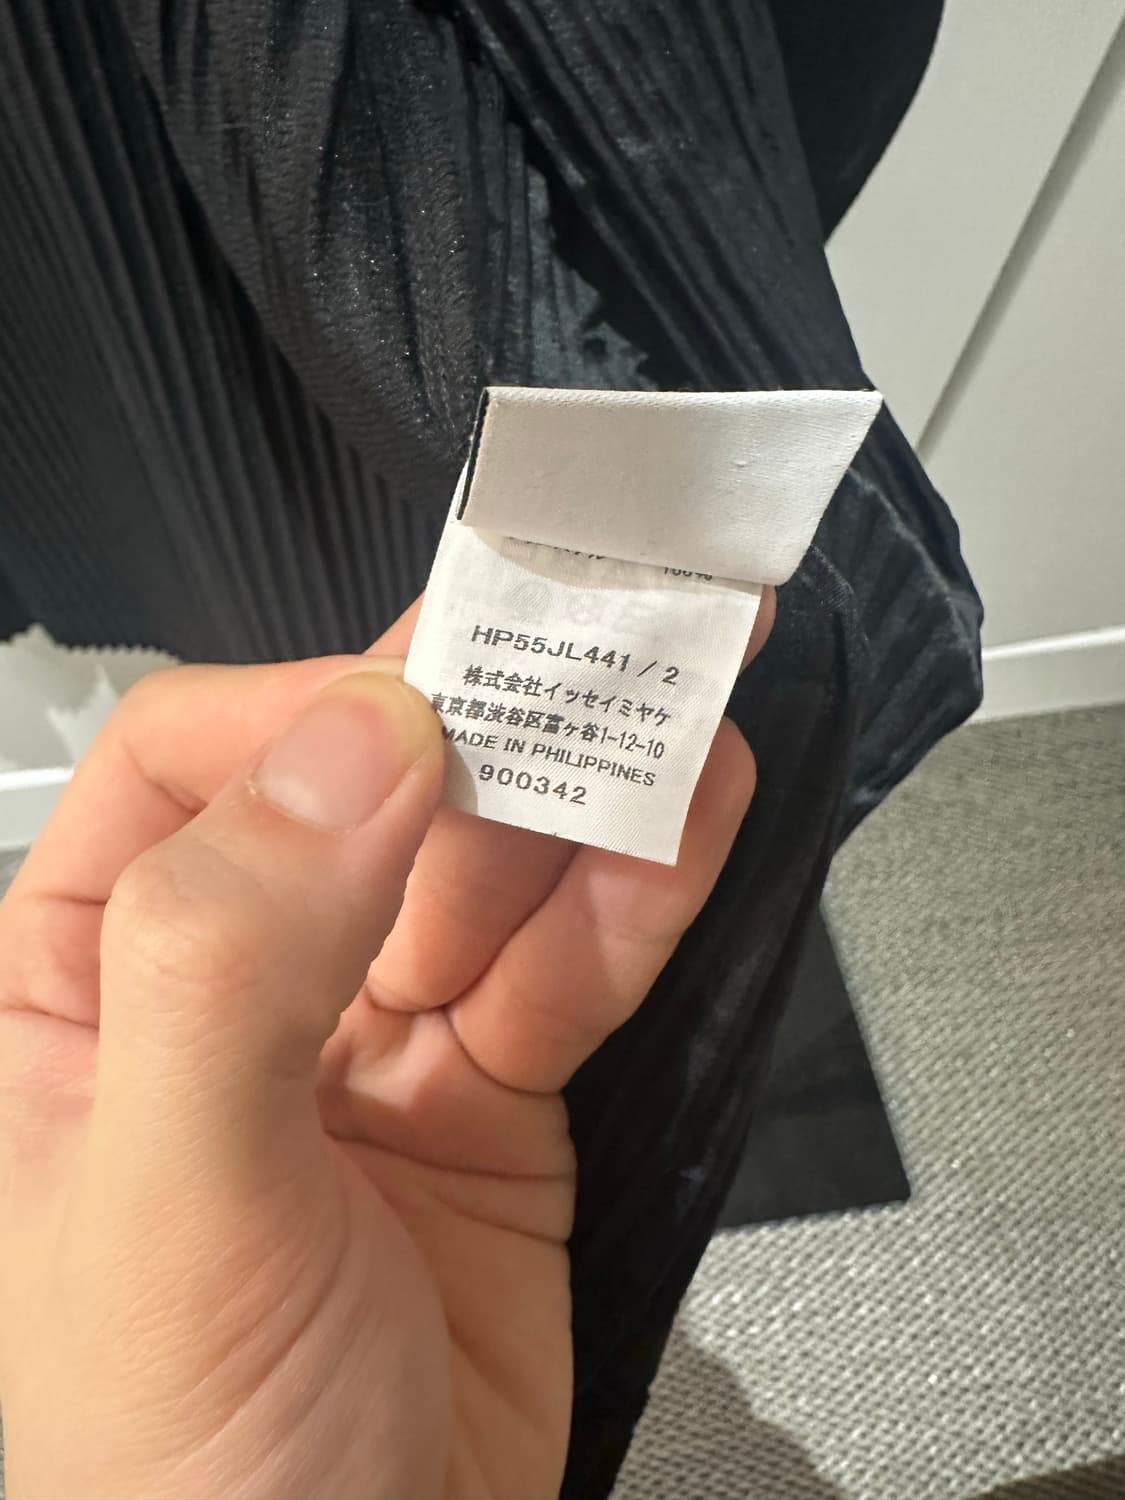 100%
HP55JL441 / 2
株式会社イッセイミヤケ
東京都渋谷区富ヶ谷1-12-10
MADE IN PHILIPPINES
900342